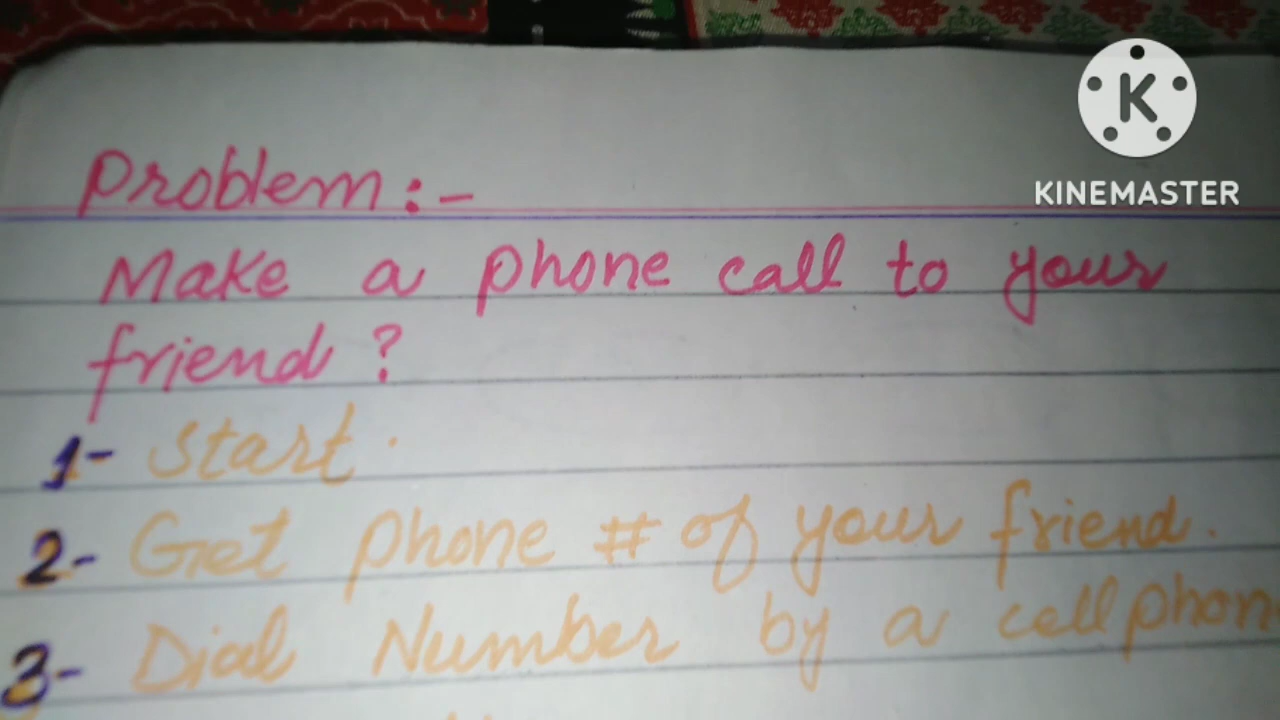 K
KINEMASTER
Problem:-
Make a phone call to your
friend?
1- Start.
2- Get phone # of your friend.
3- Dial Number by a cell phon